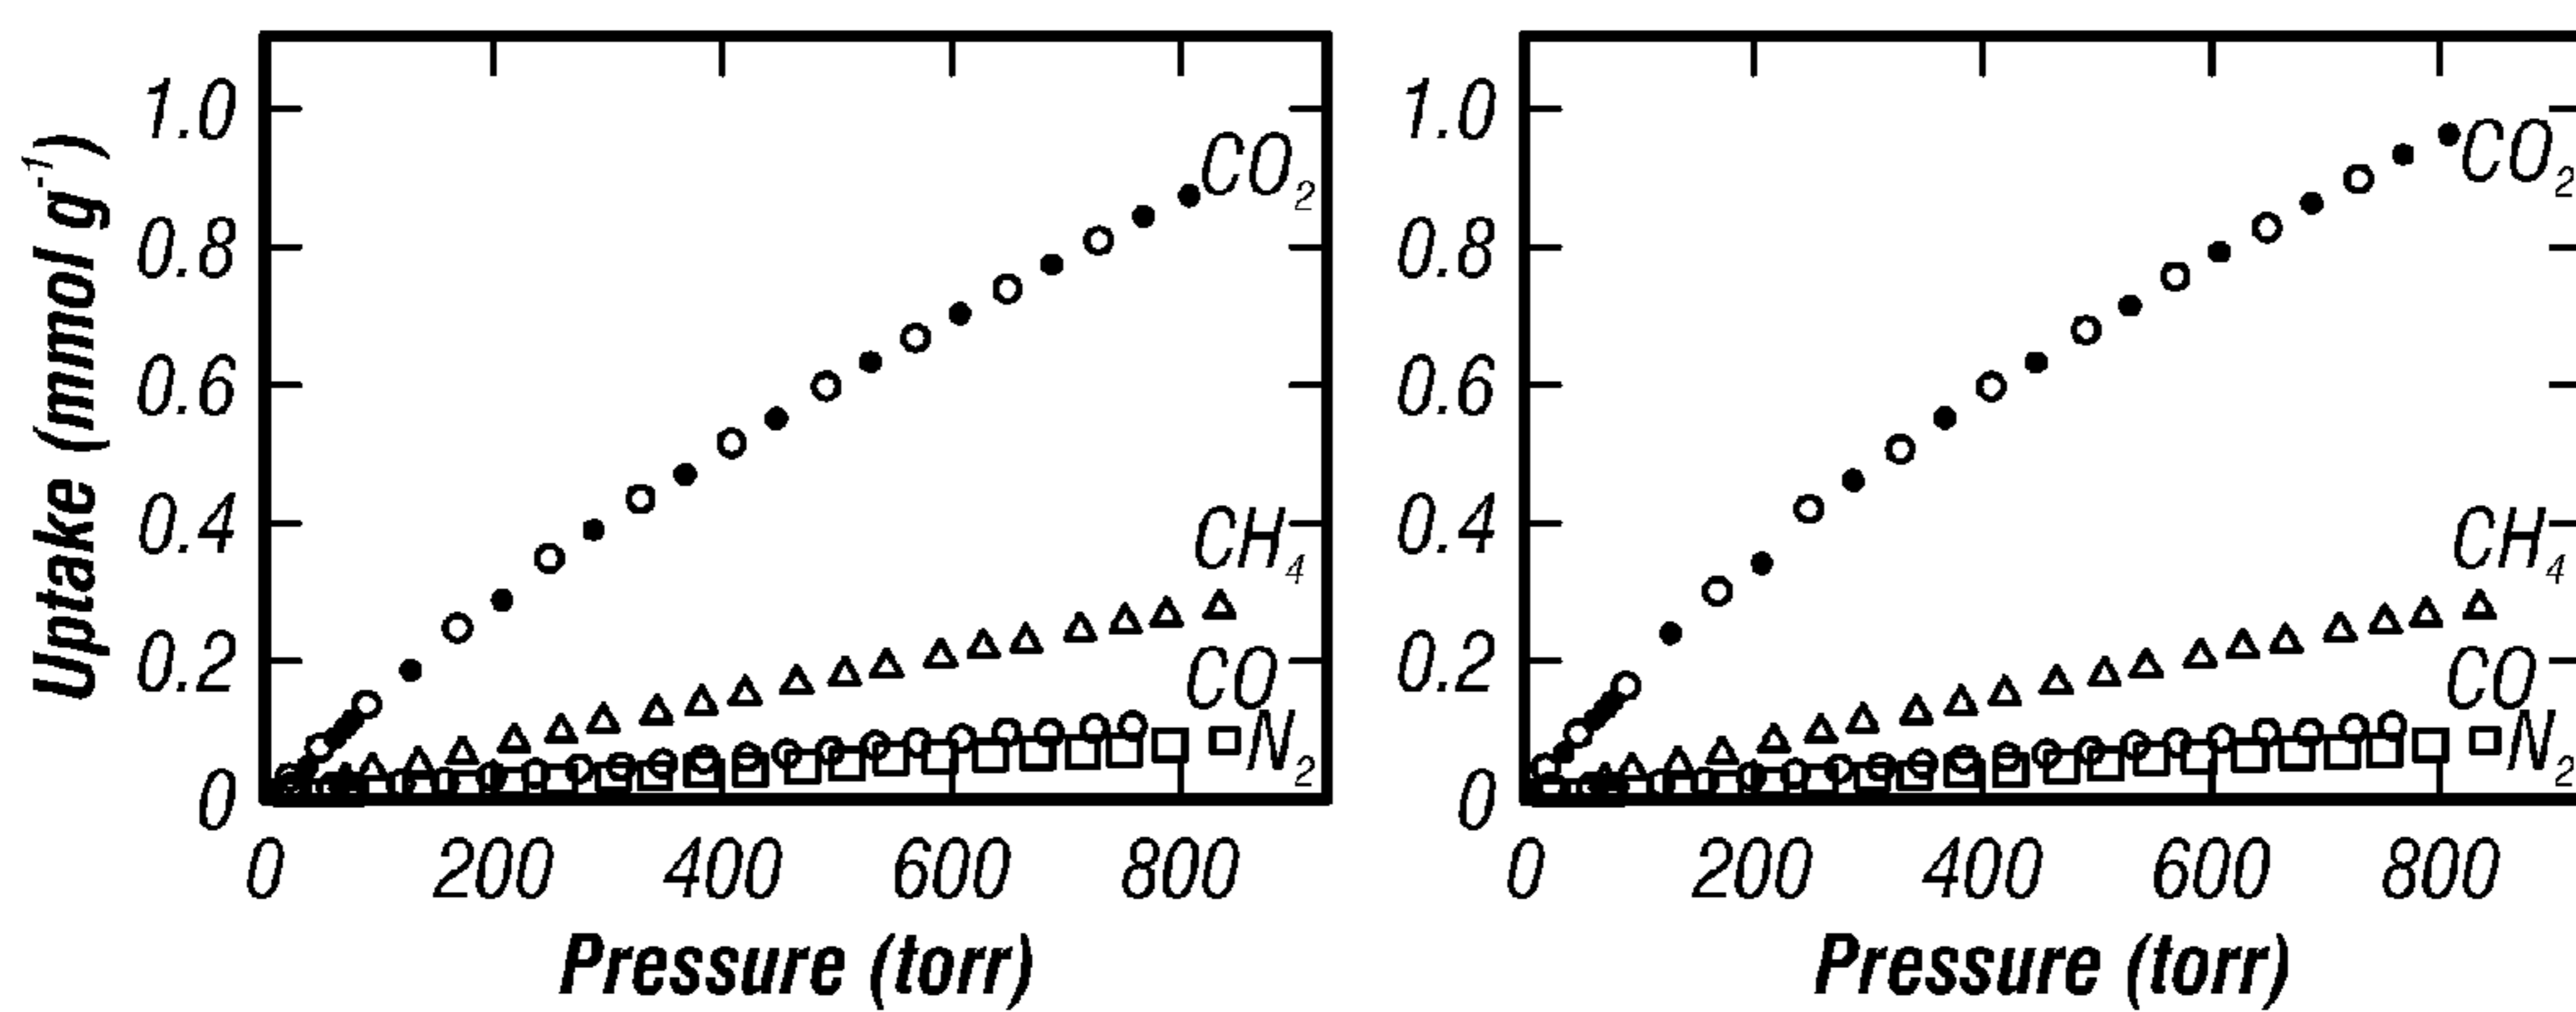 Uptake (mmol g⁻¹)
1.0
0.8
0.6
0.4
0.2
0
CO₂
CH₄
CO
N₂
0 200 400 600 800
Pressure (torr)
1.0
0.8
0.6
0.4
0.2
0
CO₂
CH₄
CO
N₂
0 200 400 600 800
Pressure (torr)